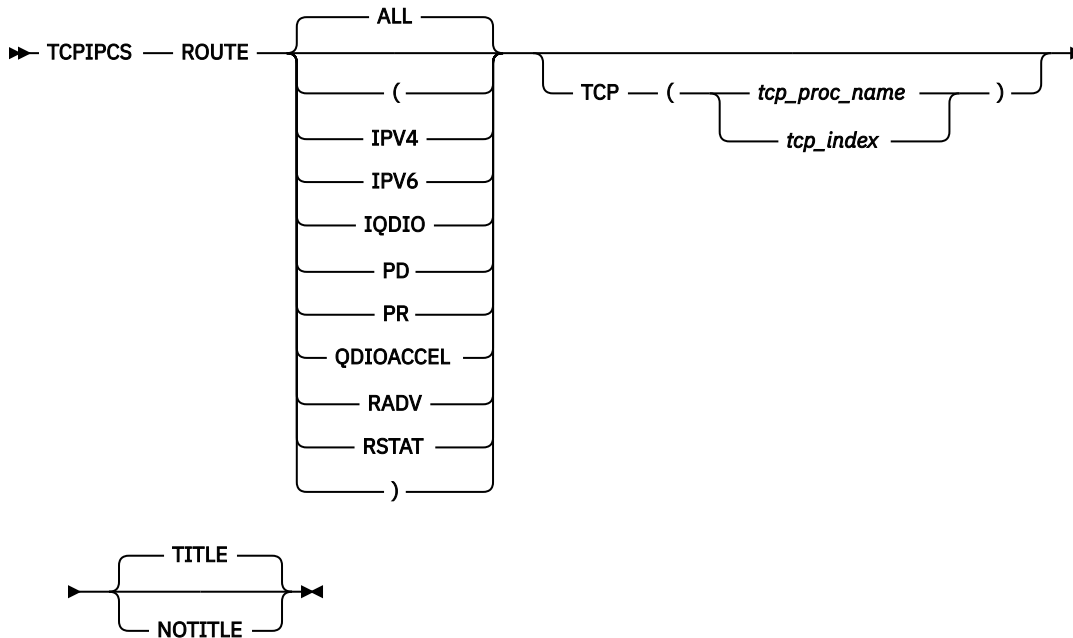 ALL
TCPIPCS ROUTE
( TCP ( tcp_proc_name )
IPV4 tcp_index
IPV6
IQDIO
PD
PR
QDIOACCEL
RADV
RSTAT
)
TITLE
NOTITLE